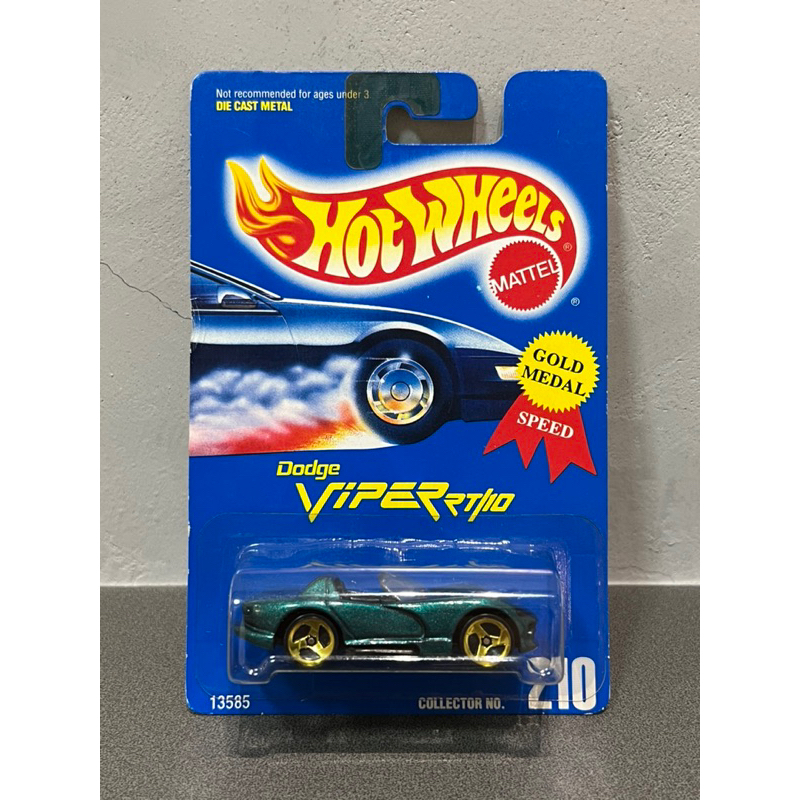 Not recommended for ages under 3
DIE CAST METAL
HOT WHEELS®
MATTEL
®
GOLD
MEDAL
SPEED
Dodge
VIPER RT/10
13585
COLLECTOR NO. 210